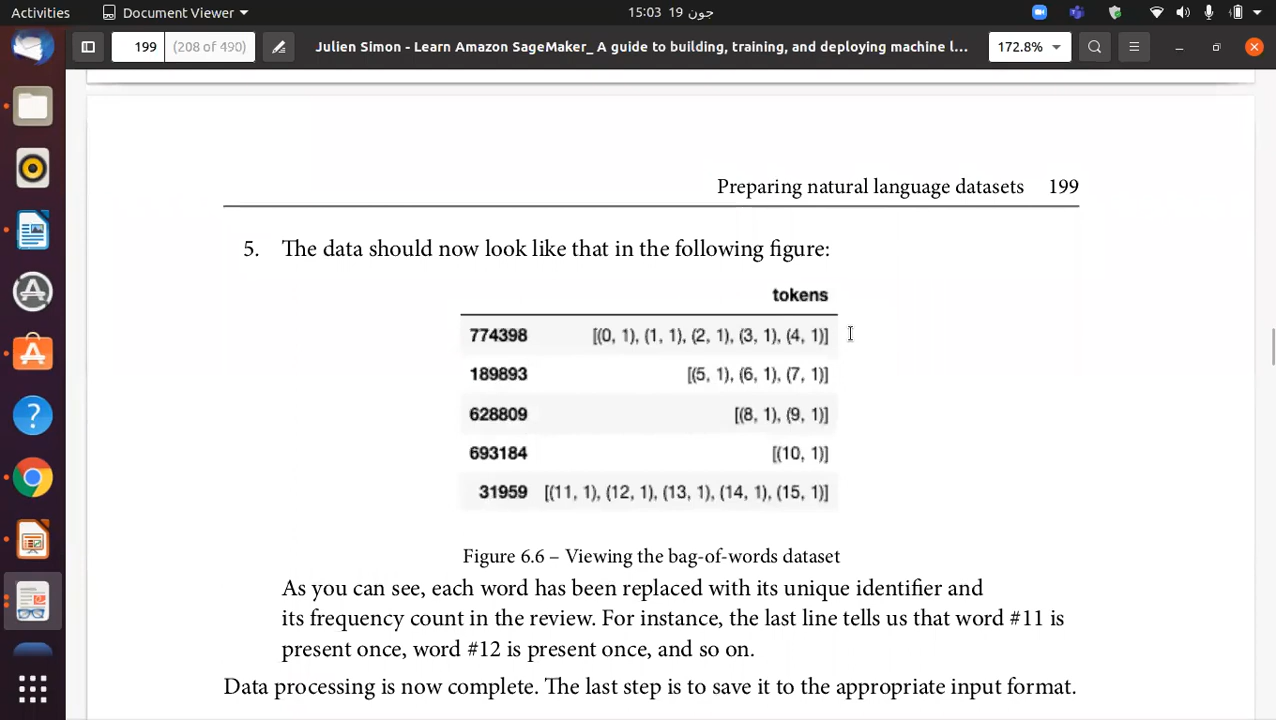 Activities
Document Viewer
15:03 19 جون
199
(208 of 490)
Julien Simon - Learn Amazon SageMaker_ A guide to building, training, and deploying machine l...
172.8%
Preparing natural language datasets 199
5. The data should now look like that in the following figure:
tokens
774398 [(0, 1), (1, 1), (2, 1), (3, 1), (4, 1)]
189893 [(5, 1), (6, 1), (7, 1)]
628809 [(8, 1), (9, 1)]
693184 [(10, 1)]
31959 [(11, 1), (12, 1), (13, 1), (14, 1), (15, 1)]
Figure 6.6 – Viewing the bag-of-words dataset
As you can see, each word has been replaced with its unique identifier and
its frequency count in the review. For instance, the last line tells us that word #11 is
present once, word #12 is present once, and so on.
Data processing is now complete. The last step is to save it to the appropriate input format.